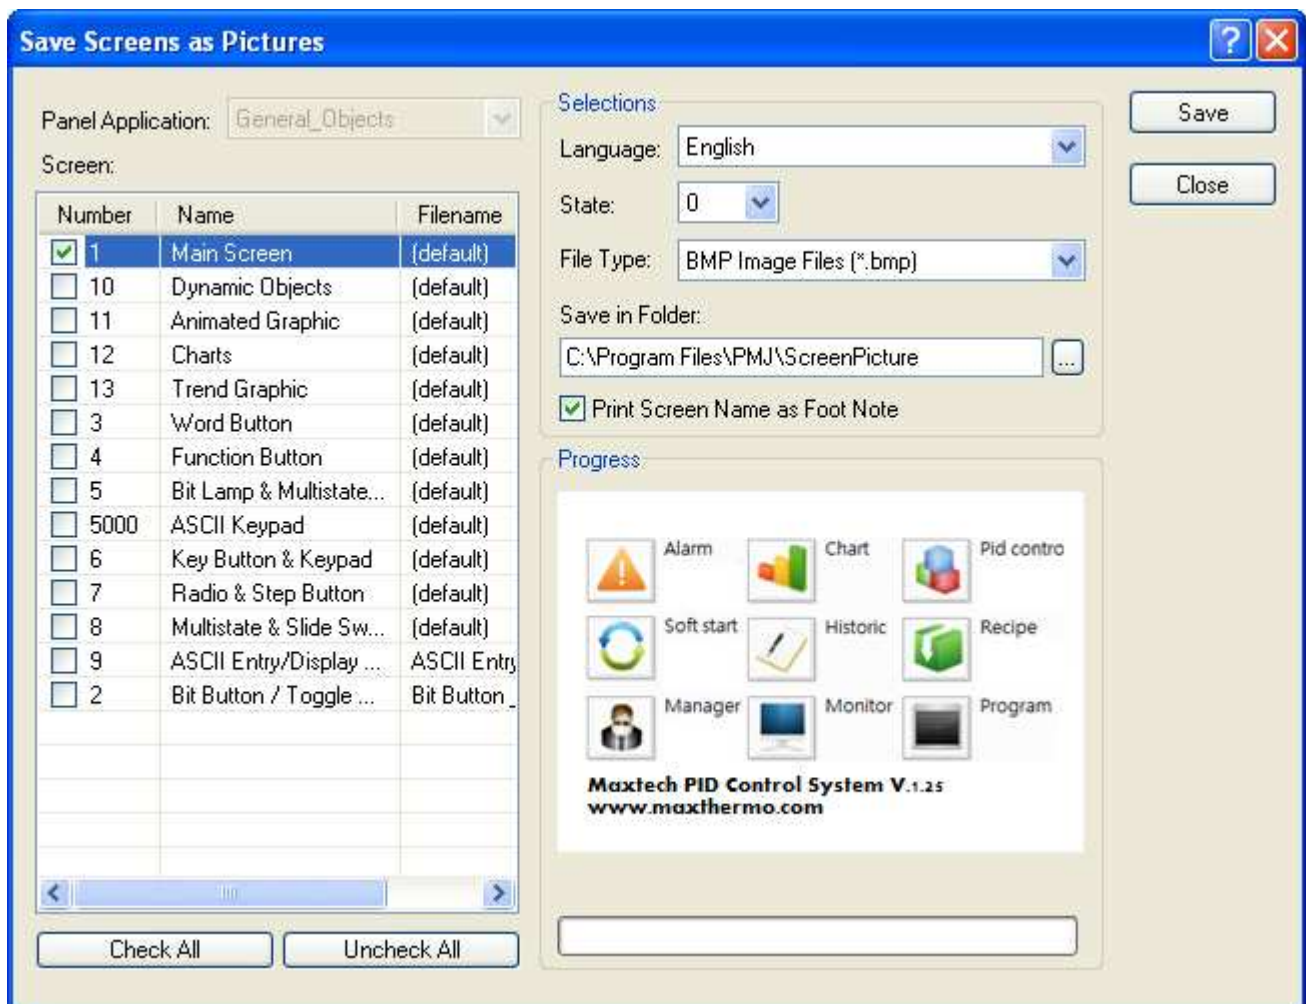 Save Screens as Pictures
Panel Application: General_Objects
Screen:
Number Name Filename
1 Main Screen (default)
10 Dynamic Objects (default)
11 Animated Graphic (default)
12 Charts (default)
13 Trend Graphic (default)
3 Word Button (default)
4 Function Button (default)
5 Bit Lamp & Multistate... (default)
5000 ASCII Keypad (default)
6 Key Button & Keypad (default)
7 Radio & Step Button (default)
8 Multistate & Slide Sw... (default)
9 ASCII Entry/Display ... ASCII Entry
2 Bit Button / Toggle ... Bit Button _
Check All Uncheck All
Selections
Language: English
State: 0
File Type: BMP Image Files (*.bmp)
Save in Folder:
C:\Program Files\PMJ\ScreenPicture ...
Print Screen Name as Foot Note
Progress
Alarm Chart Pid contro
Soft start Historic Recipe
Manager Monitor Program
Maxtech PID Control System V.1.25
www.maxthermo.com
Save
Close